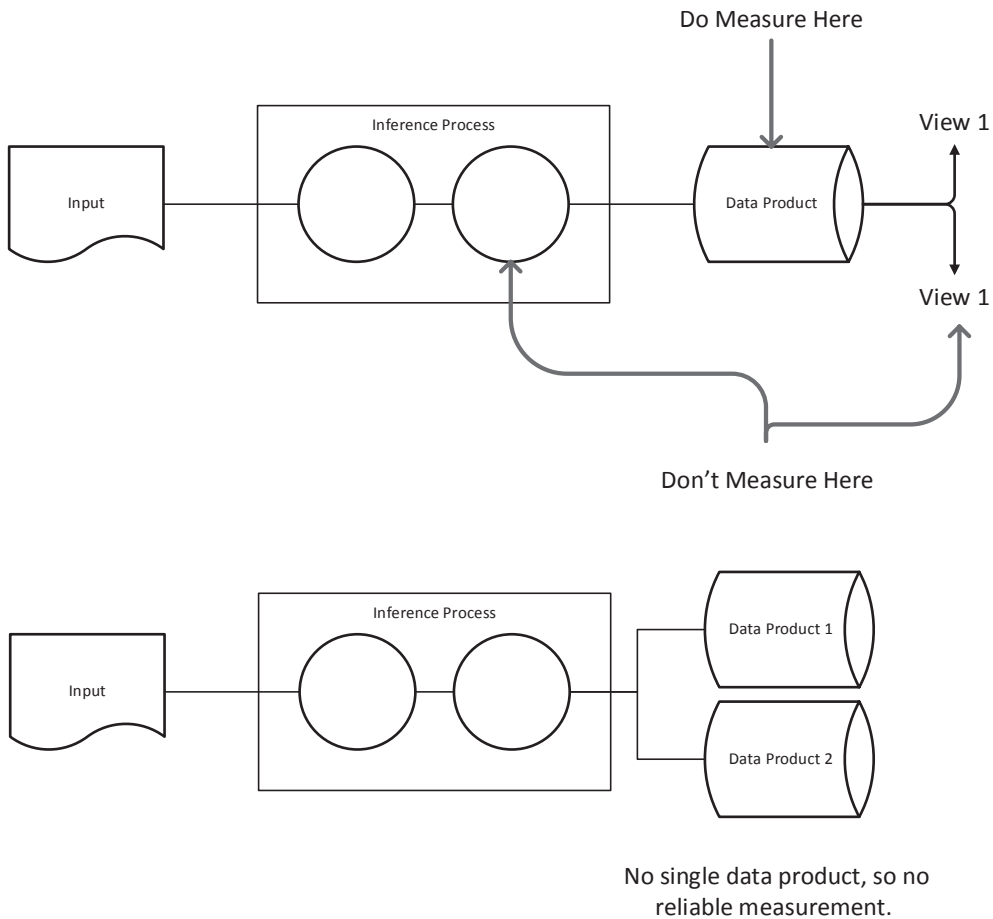 Do Measure Here
Inference Process
View 1
Input
Data Product
View 1
Don't Measure Here
Inference Process
Data Product 1
Input
Data Product 2
No single data product, so no
reliable measurement.